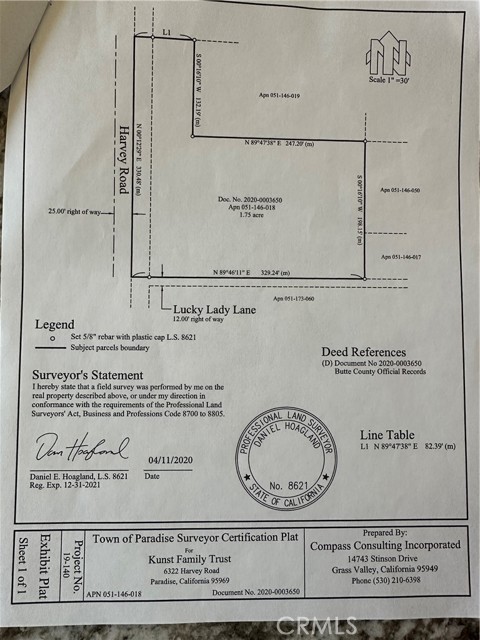 L1
S 00°16'10" W 132.19' (m)
Apn 051-146-019
Scale 1" =30'
N 89°47'38" E 247.29' (m)
N 00°12'29" E 330.46' (m)
Harvey Road
25.00' right of way
Doc. No. 2020-0003650
Apn 051-146-018
1.75 acre
S 00°16'10" W 198.15' (m)
Apn 051-146-050
Apn 051-146-017
N 89°46'11" E 329.24' (m)
Apn 051-173-060
Lucky Lady Lane
12.00' right of way
Legend
Set 5/8" rebar with plastic cap L.S. 8621
Subject parcels boundary
Deed References
(D) Document No 2020-0003650
Butte County Official Records
Surveyor's Statement
I hereby state that a field survey was performed by me on the
real property described above, or under my direction in
conformance with the requirements of the Professional Land
Surveyors' Act, Business and Professions Code 8700 to 8805.
Dan Hoagland
04/11/2020
Daniel E. Hoagland, L.S. 8621
Date
Reg. Exp. 12-31-2021
PROFESSIONAL LAND SURVEYOR
DANIEL HOAGLAND
No. 8621
STATE OF CALIFORNIA
Line Table
L1 N 89°47'38" E 82.39' (m)
Sheet 1 of 1
Exhibit Plat
Project No.
19-140
Town of Paradise Surveyor Certification Plat
For
Kunst Family Trust
6322 Harvey Road
Paradise, California 95969
APN 051-146-018
Document No. 2020-0003650
Prepared By:
Compass Consulting Incorporated
14743 Stinson Drive
Grass Valley, California 95949
Phone (530) 210-6398
CRMLS